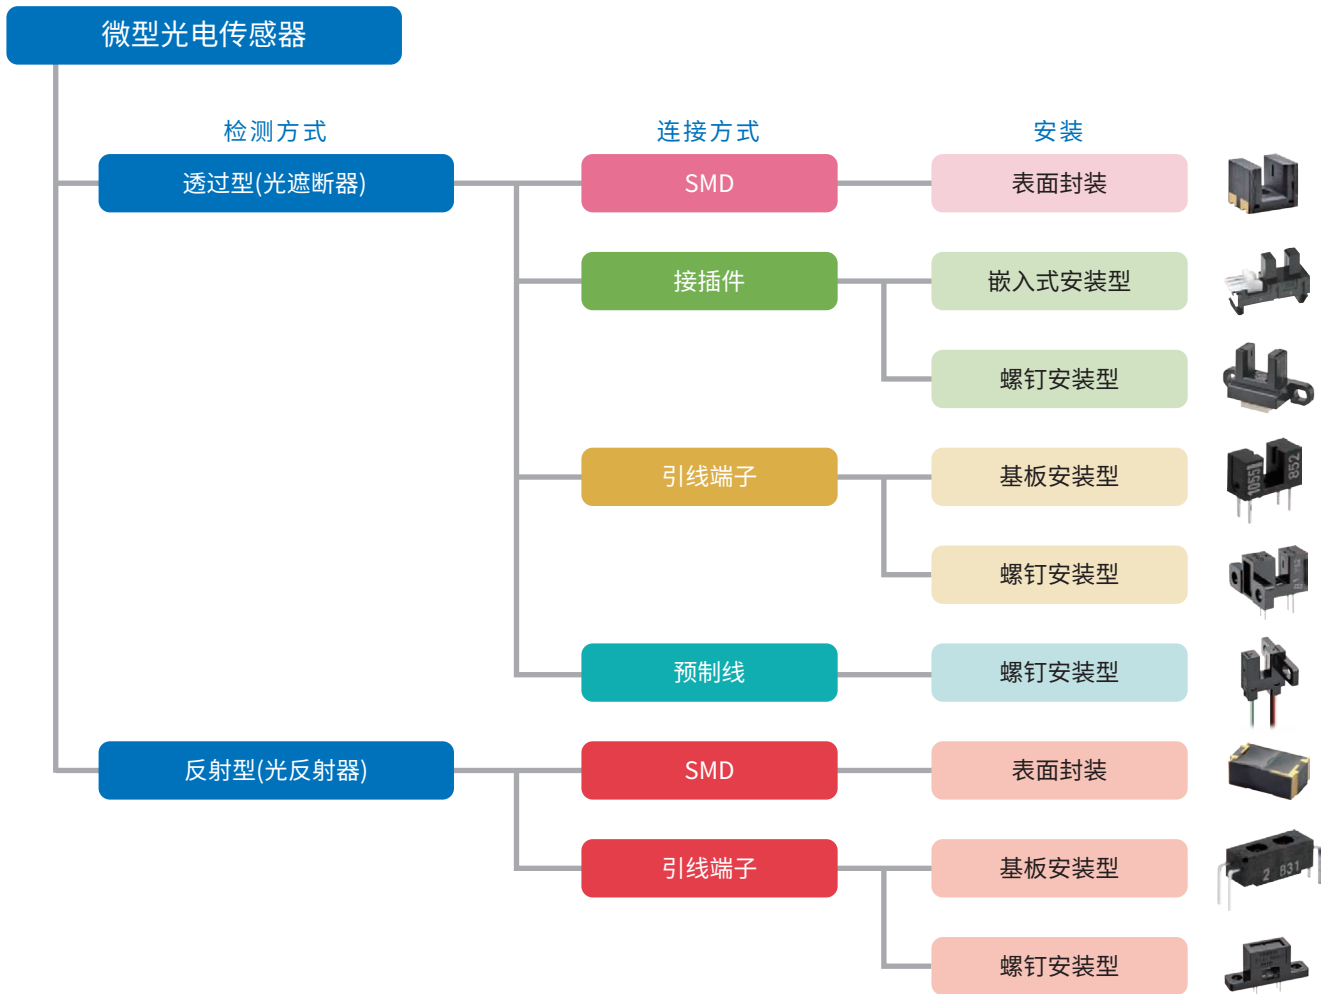 微型光电传感器
检测方式
连接方式
安装
透过型(光遮断器)
SMD
表面封装
接插件
嵌入式安装型
螺钉安装型
引线端子
基板安装型
1055
852
螺钉安装型
预制线
螺钉安装型
反射型(光反射器)
SMD
表面封装
引线端子
基板安装型
2 831
螺钉安装型